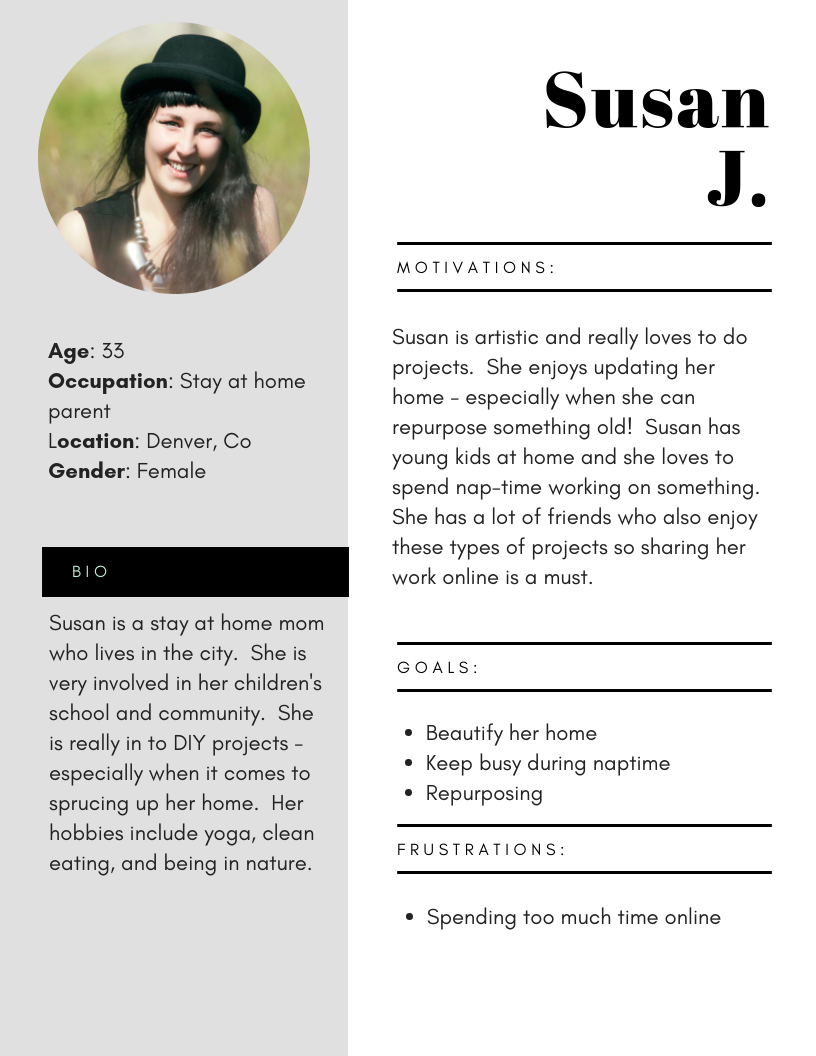 Susan
J.
Age: 33
Occupation: Stay at home
parent
Location: Denver, Co
Gender: Female
BIO
Susan is a stay at home mom
who lives in the city.  She is
very involved in her children's
school and community.  She
is really in to DIY projects -
especially when it comes to
sprucing up her home.  Her
hobbies include yoga, clean
eating, and being in nature.
MOTIVATIONS:
Susan is artistic and really loves to do
projects.  She enjoys updating her
home - especially when she can
repurpose something old!  Susan has
young kids at home and she loves to
spend nap-time working on something.
She has a lot of friends who also enjoy
these types of projects so sharing her
work online is a must.
GOALS:
• Beautify her home
• Keep busy during naptime
• Repurposing
FRUSTRATIONS:
• Spending too much time online